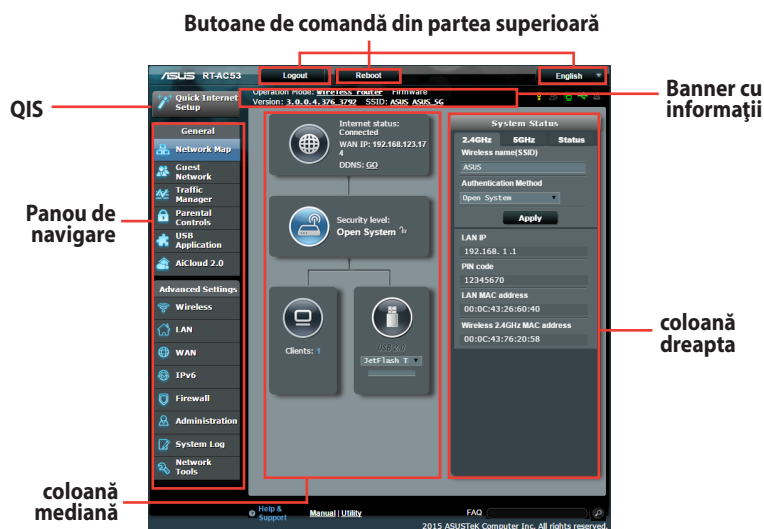 Butoane de comandă din partea superioară
ASUS RT-AC53
Logout
Reboot
English
Quick Internet
Setup
Operation Mode: Wireless router Firmware
Version: 3.0.0.4.376_3792 SSID: ASUS ASUS_5G
Banner cu
informaţii
QIS
General
Network Map
Guest
Network
Traffic
Manager
Parental
Controls
USB
Application
AiCloud 2.0
Panou de
navigare
Advanced Settings
Wireless
LAN
WAN
IPv6
Firewall
Administration
System Log
Network
Tools
Internet status:
Connected
WAN IP: 192.168.123.17
4
DDNS: GO
Security level:
Open System
Clients: 1
USB 2.0
JetFlash T
System Status
2.4GHz 5GHz Status
Wireless name(SSID)
ASUS
Authentication Method
Open System
Apply
LAN IP
192.168. 1 .1
PIN code
12345670
LAN MAC address
00:0C:43:26:60:40
Wireless 2.4GHz MAC address
00:0C:43:76:20:58
coloană
dreapta
coloană
mediană
Help &
Support
Manual | Utility
FAQ
2015 ASUSTeK Computer Inc. All rights reserved.